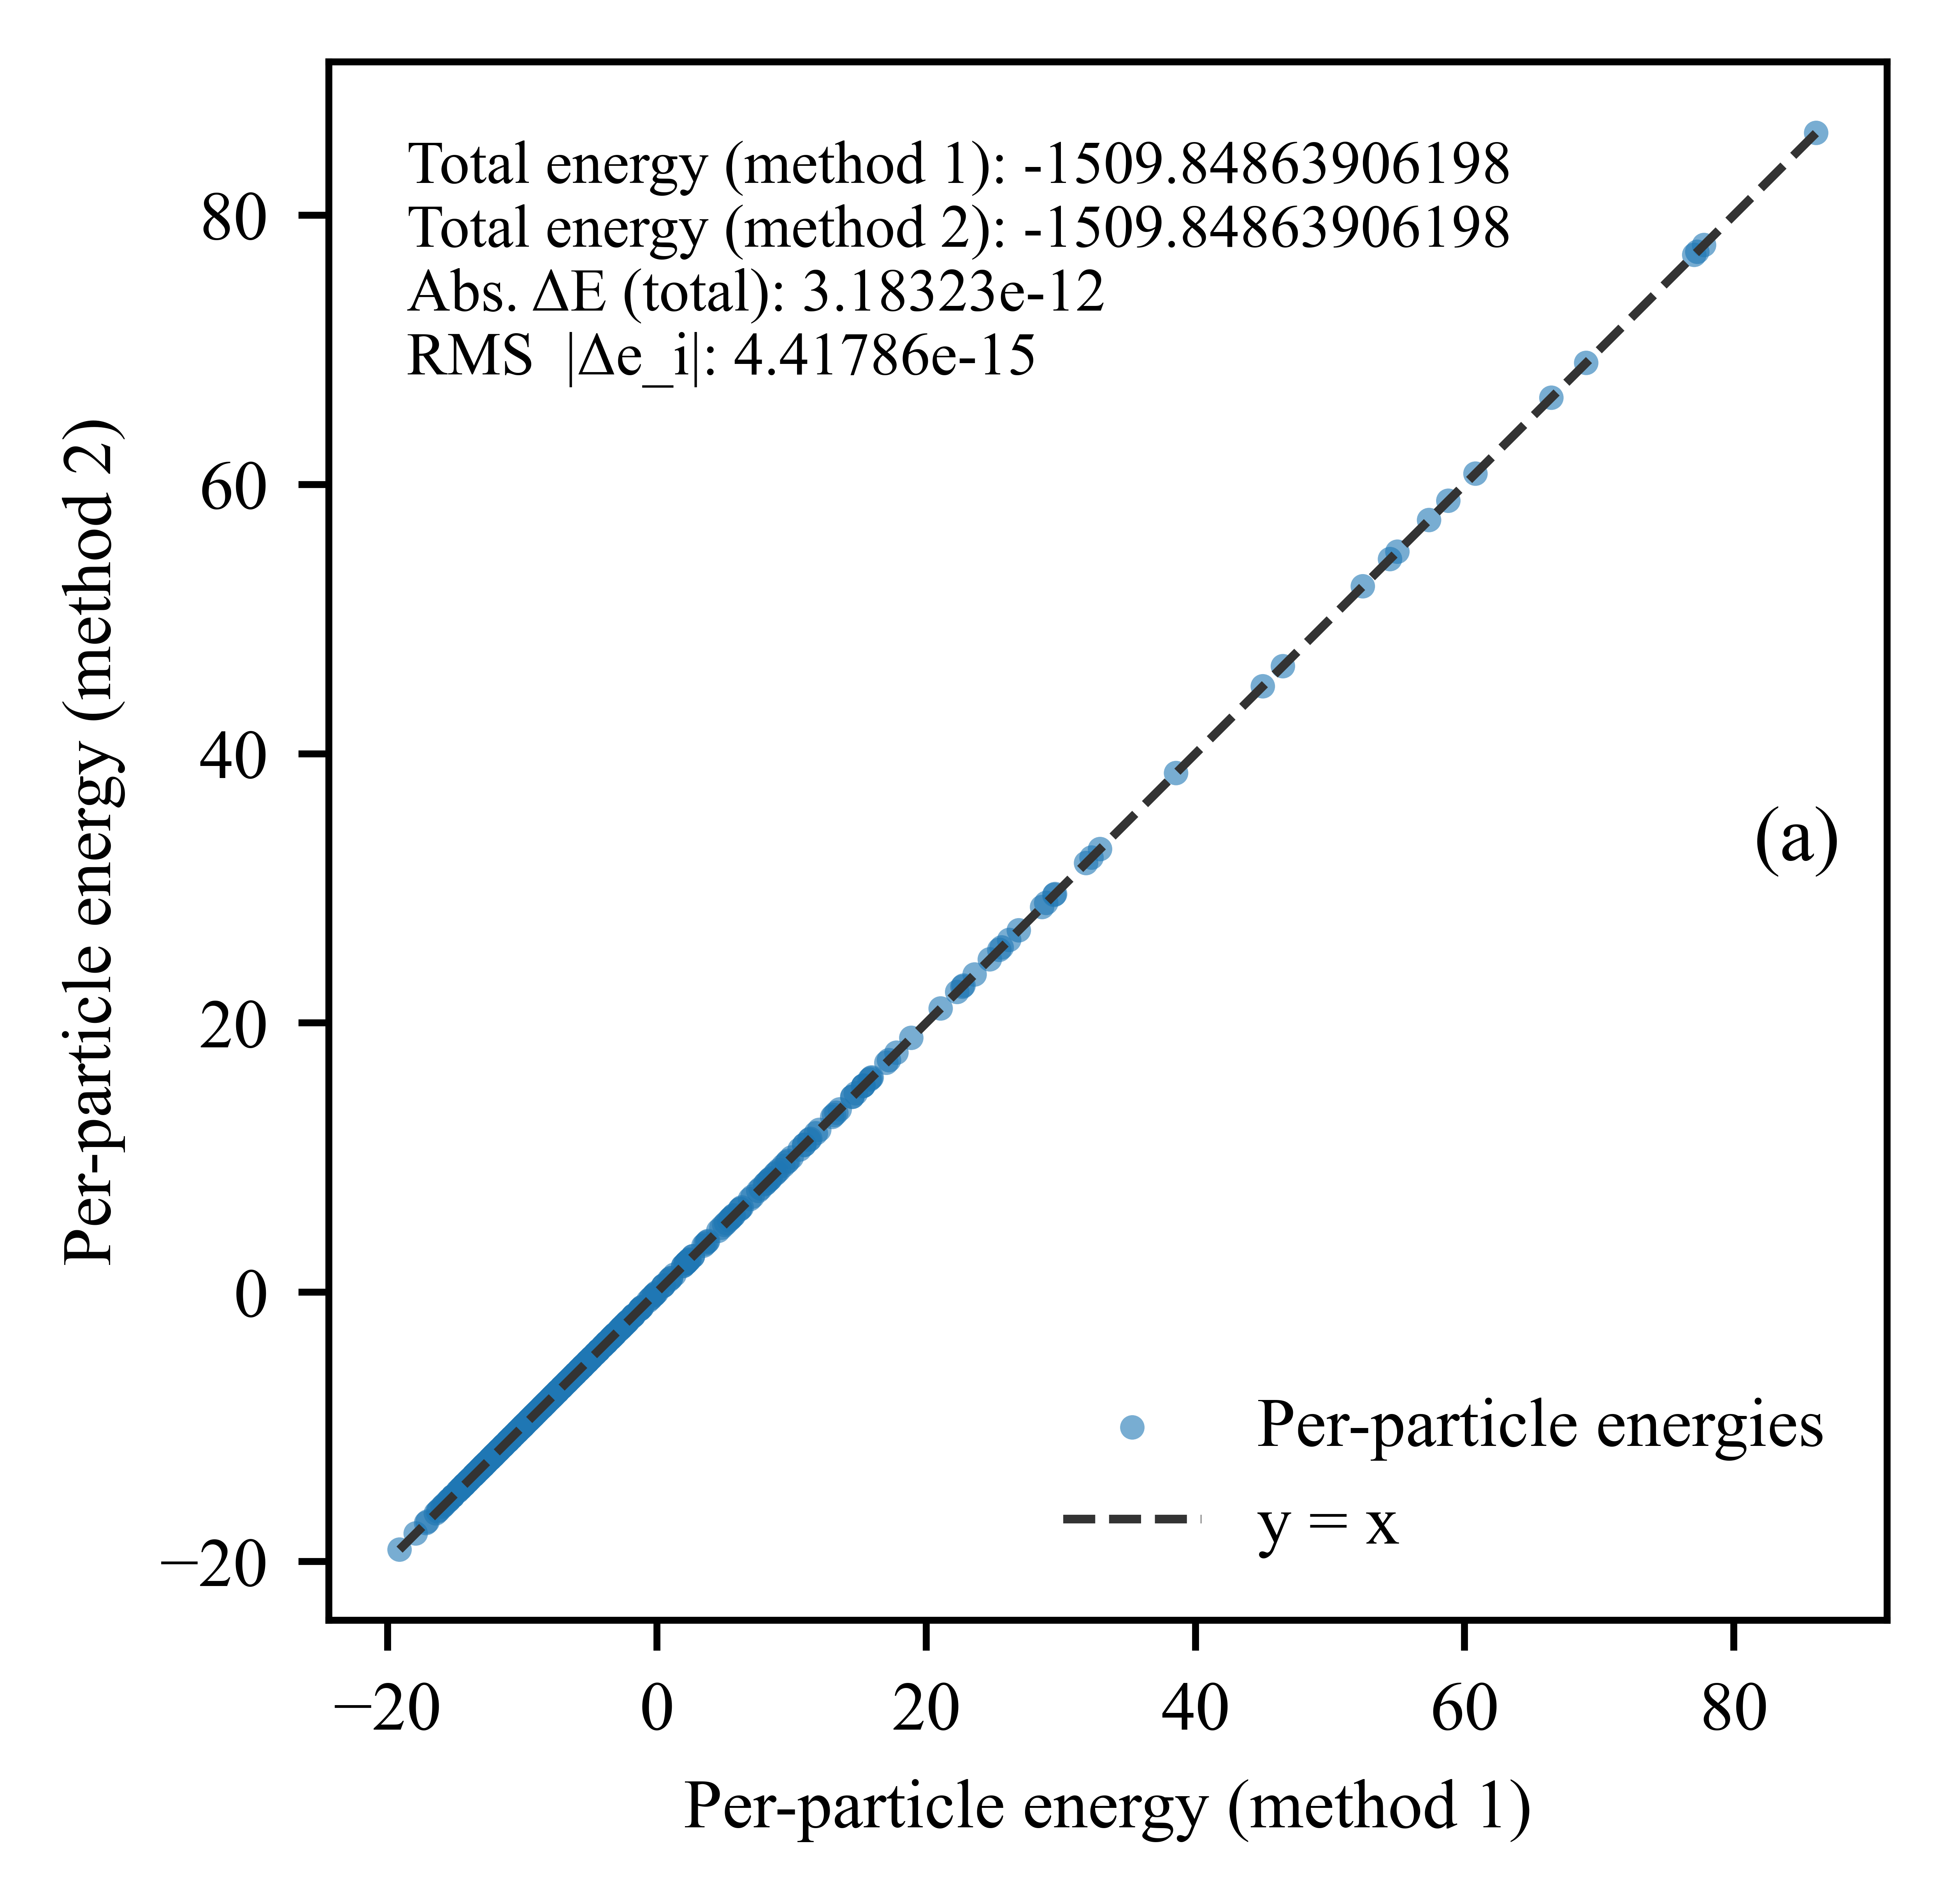 Total energy (method 1): -1509.84863906198
Total energy (method 2): -1509.84863906198
Abs. ΔE (total): 3.18323e-12
RMS |Δe_i|: 4.41786e-15
80
60
40
20
0
−20
Per-particle energy (method 2)
(a)
Per-particle energies
y = x
−20 0 20 40 60 80
Per-particle energy (method 1)